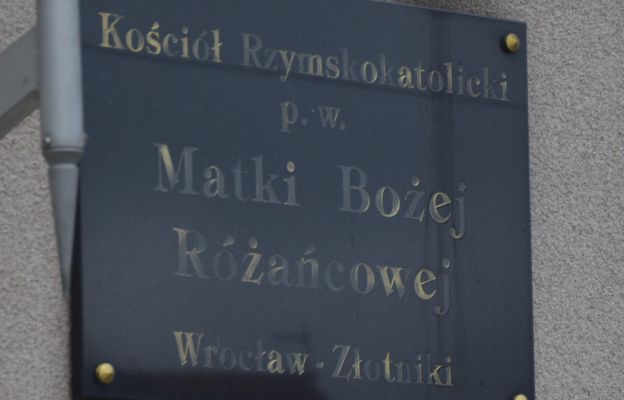 Kościół Rzymskokatolicki
p.w.
Matki Bożej
Różańcowej
Wrocław - Złotniki